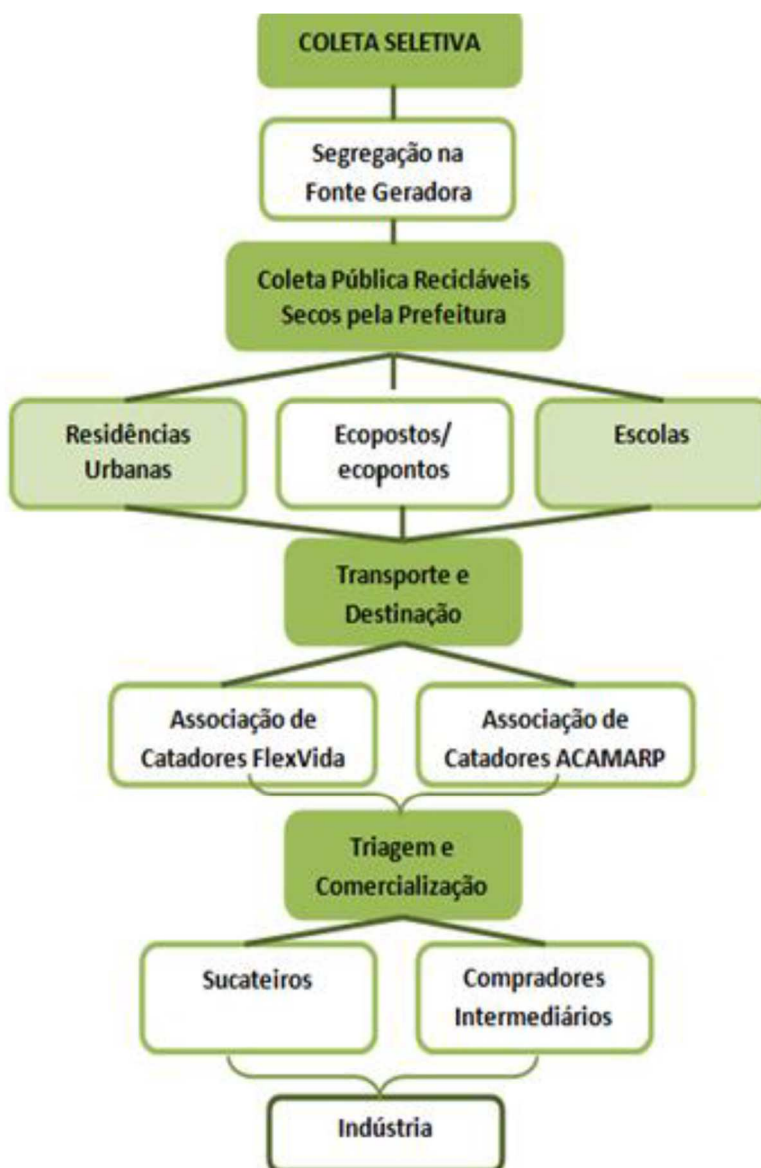 COLETA SELETIVA
Segregação na
Fonte Geradora
Coleta Pública Recicláveis
Secos pela Prefeitura
Residências
Urbanas
Ecopostos/
ecopontos
Escolas
Transporte e
Destinação
Associação de
Catadores FlexVida
Associação de
Catadores ACAMARP
Triagem e
Comercialização
Sucateiros
Compradores
Intermediários
Indústria